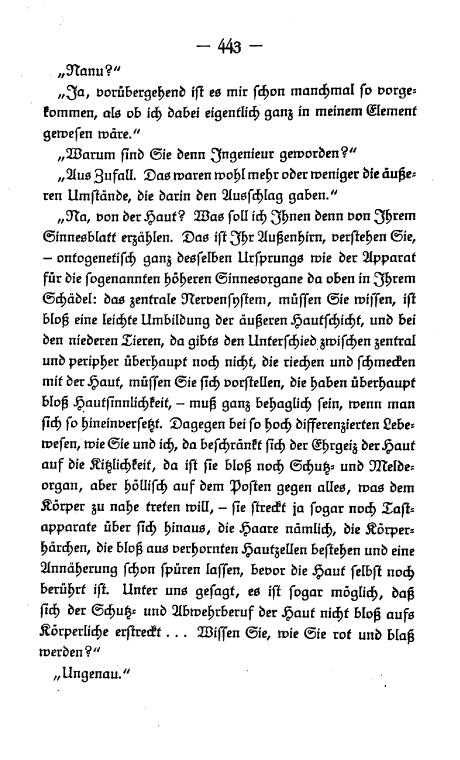 — 443 —
„Nanu?“
„Ja, vorübergehend ist es mir schon manchmal so vorge-
kommen, als ob ich dabei eigentlich ganz in meinem Element
gewesen wäre.“
„Warum sind Sie denn Ingenieur geworden?“
„Aus Zufall. Das waren wohl mehr oder weniger die äuße-
ren Umstände, die darin den Ausschlag gaben.“
„Na, von der Haut? Was soll ich Ihnen denn von Ihrem
Sinnesblatt erzählen. Das ist Ihr Außenhirn, verstehen Sie,
– ontogenetisch ganz desselben Ursprungs wie der Apparat
für die sogenannten höheren Sinnesorgane da oben in Ihrem
Schädel: das zentrale Nervensystem, müssen Sie wissen, ist
bloß eine leichte Umbildung der äußeren Hautschicht, und bei
den niederen Tieren, da gibts den Unterschied zwischen zentral
und peripher überhaupt noch nicht, die riechen und schmecken
mit der Haut, müssen Sie sich vorstellen, die haben überhaupt
bloß Hautsinnlichkeit, – muß ganz behaglich sein, wenn man
sich so hineinversetzt. Dagegen bei so hoch differenzierten Lebe-
wesen, wie Sie und ich, da beschränkt sich der Ehrgeiz der Haut
auf die Kitzlichkeit, da ist sie bloß noch Schutz- und Melde-
organ, aber höllisch auf dem Posten gegen alles, was dem
Körper zu nahe treten will, – sie streckt ja sogar noch Tast-
apparate über sich hinaus, die Haare nämlich, die Körper-
härchen, die bloß aus verhornten Hautzellen bestehen und eine
Annäherung schon spüren lassen, bevor die Haut selbst noch
berührt ist. Unter uns gesagt, es ist sogar möglich, daß
sich der Schutz- und Abwehrberuf der Haut nicht bloß aufs
Körperliche erstreckt ... Wissen Sie, wie Sie rot und blaß
werden?“
„Ungenau.“